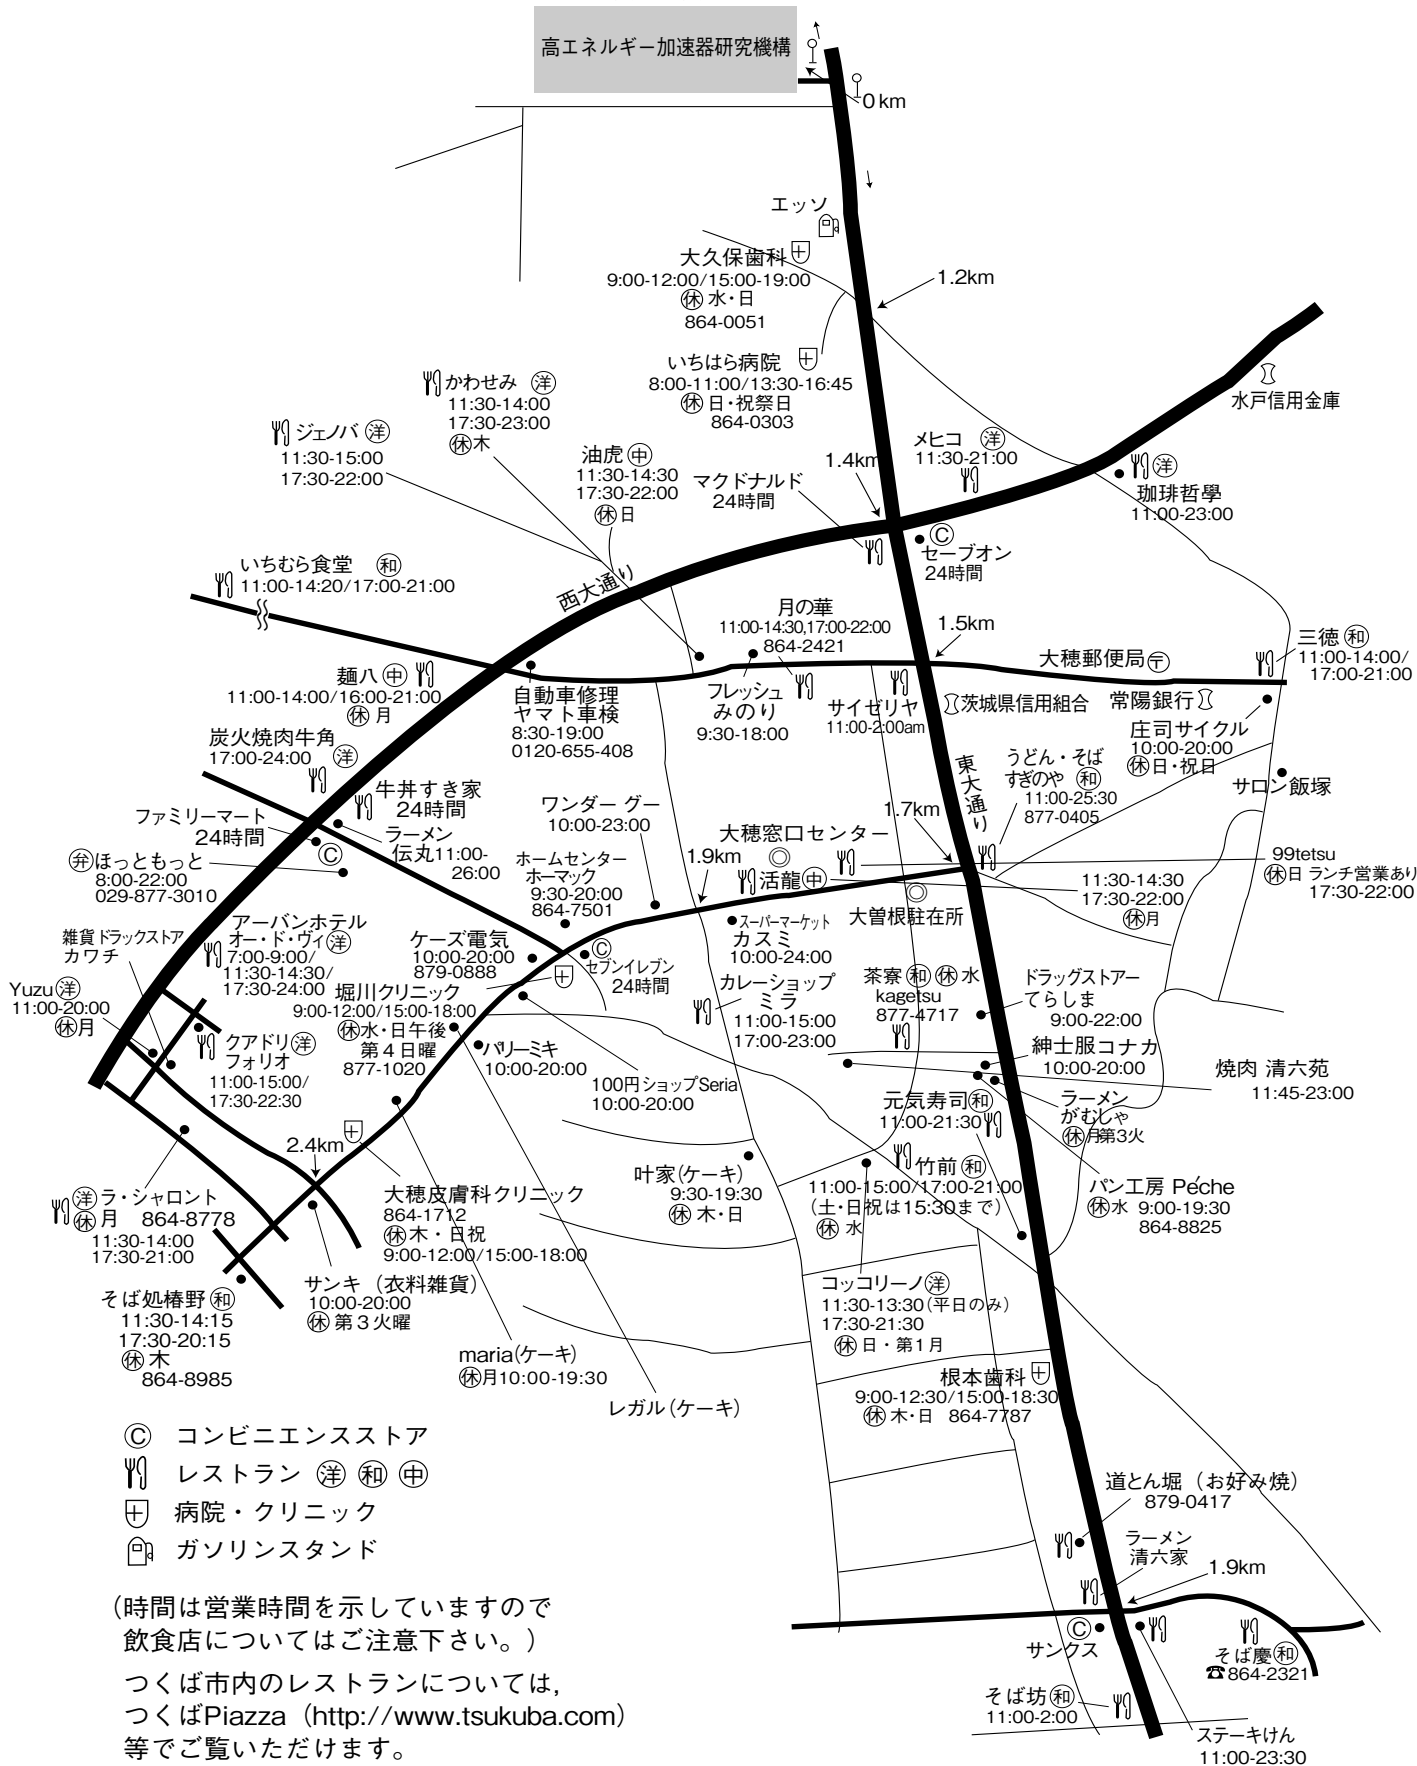 高エネルギー加速器研究機構
0km
エッソ
大久保歯科
9:00-12:00/15:00-19:00
休 水・日
864-0051
1.2km
いちはら病院
8:00-11:00/13:30-16:45
休 日・祝祭日
864-0303
水戸信用金庫
かわせみ 洋
11:30-14:00
17:30-23:00
休木
ジェノバ 洋
11:30-15:00
17:30-22:00
油虎 中
11:30-14:30
17:30-22:00
休日
マクドナルド
24時間
1.4km
メヒコ 洋
11:30-21:00
洋
珈琲哲學
11:00-23:00
C
セーブオン
24時間
いちむら食堂 和
11:00-14:20/17:00-21:00
西大通り
月の華
11:00-14:30,17:00-22:00
864-2421
1.5km
大穂郵便局〒
三徳 和
11:00-14:00/
17:00-21:00
麺八 中
11:00-14:00/16:00-21:00
休 月
自動車修理
ヤマト車検
8:30-19:00
0120-655-408
フレッシュ
みのり
9:30-18:00
サイゼリヤ
11:00-2:00am
茨城県信用組合
常陽銀行
庄司サイクル
10:00-20:00
休日・祝日
サロン飯塚
炭火焼肉牛角
17:00-24:00 洋
牛丼すき家
24時間
ファミリーマート
24時間
C
ラーメン
伝丸11:00-
26:00
弁ほっともっと
8:00-22:00
029-877-3010
ワンダー グー
10:00-23:00
ホームセンター
ホーマック
9:30-20:00
864-7501
大穂窓口センター
◎
1.9km
1.7km
東大通り
うどん・そば
すぎのや 和
11:00-25:30
877-0405
活龍中
99tetsu
休日 ランチ営業あり
17:30-22:00
11:30-14:30
17:30-22:00
休月
◎
大曽根駐在所
スーパーマーケット
カスミ
10:00-24:00
アーバンホテル
オー・ド・ヴィ洋
7:00-9:00/
11:30-14:30/
17:30-24:00
雑貨 ドラックストア
カワチ
Yuzu洋
11:00-20:00
休月
ケーズ電気
10:00-20:00
879-0888
C
セブンイレブン
24時間
堀川クリニック
9:00-12:00/15:00-18:00
休水・日午後
第4日曜
877-1020
カレーショップ
ミラ
11:00-15:00
17:00-23:00
茶寮 和 休 水
kagetsu
877-4717
ドラッグストアー
てらしま
9:00-22:00
紳士服コナカ
10:00-20:00
焼肉 清六苑
11:45-23:00
クアドリ洋
フォリオ
11:00-15:00/
17:30-22:30
パリーミキ
10:00-20:00
100円ショップSeria
10:00-20:00
元気寿司和
11:00-21:30
ラーメン
がむしゃ
休月第3火
2.4km
叶家(ケーキ)
9:30-19:30
休 木・日
竹前 和
11:00-15:00/17:00-21:00
(土・日祝は15:30まで)
休 水
パン工房 Péche
休水 9:00-19:30
864-8825
洋ラ・シャロント
休月 864-8778
11:30-14:00
17:30-21:00
大穂皮膚科クリニック
864-1712
休木・日祝
9:00-12:00/15:00-18:00
そば処椿野 和
11:30-14:15
17:30-20:15
休 木
864-8985
サンキ(衣料雑貨)
10:00-20:00
休 第3火曜
コッコリーノ洋
11:30-13:30(平日のみ)
17:30-21:30
休 日・第1月
maria(ケーキ)
休月10:00-19:30
レガル(ケーキ)
根本歯科
9:00-12:30/15:00-18:30
休 木・日 864-7787
C コンビニエンスストア
レストラン 洋 和 中
病院・クリニック
ガソリンスタンド
道とん堀(お好み焼)
879-0417
ラーメン
清六家
1.9km
C
サンクス
そば慶和
☎864-2321
そば坊和
11:00-2:00
ステーキけん
11:00-23:30
(時間は営業時間を示していますので
飲食店についてはご注意下さい。)
つくば市内のレストランについては,
つくばPiazza(http://www.tsukuba.com)
等でご覧いただけます。